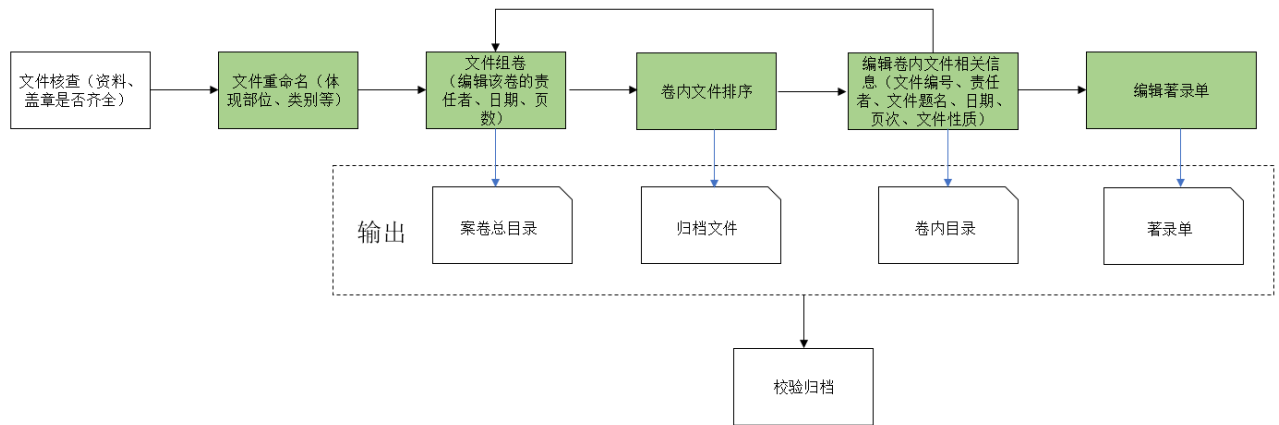 文件核查（资料、
盖章是否齐全）
文件重命名（体
现部位、类别等）
文件组卷
（编辑该卷的责
任者、日期、页
数）
卷内文件排序
编辑卷内文件相关信
息（文件编号、责任
者、文件题名、日期、
页次、文件性质）
编辑著录单
输出
案卷总目录
归档文件
卷内目录
著录单
校验归档